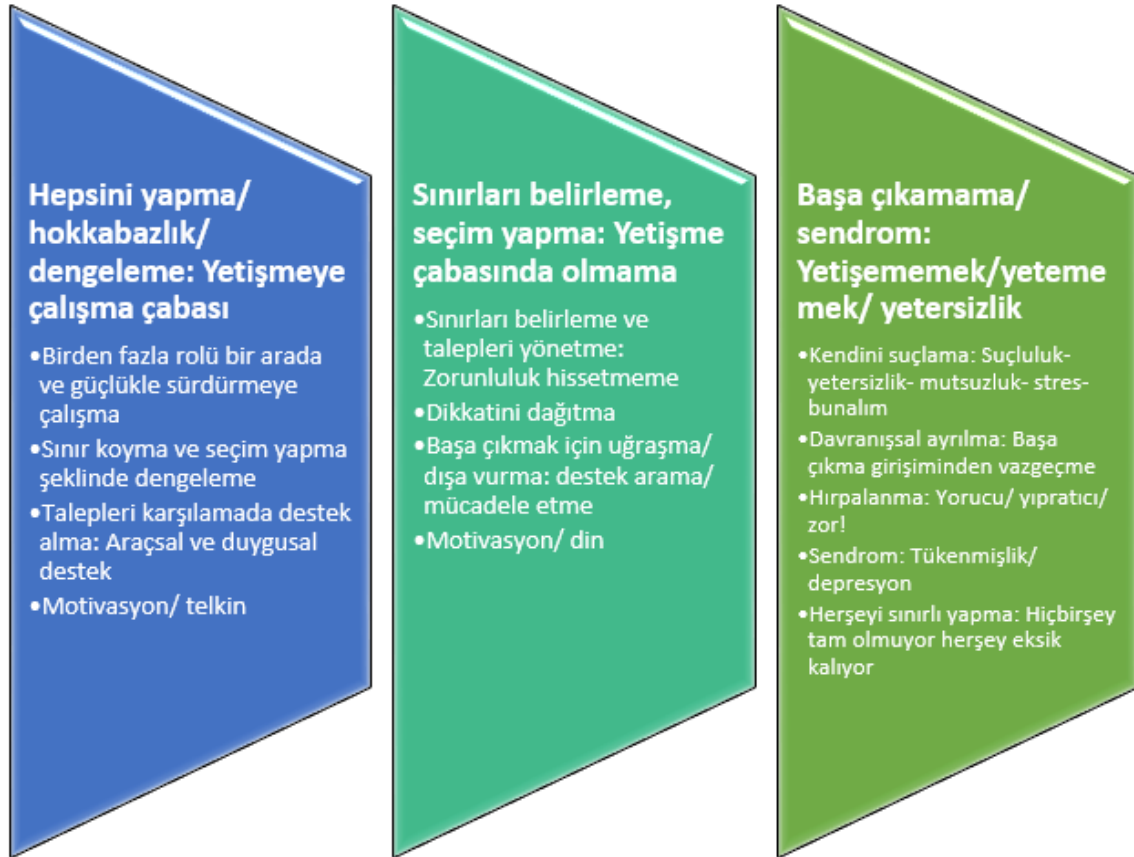 Hepsini yapma/
hokkabazlık/
dengeleme: Yetişmeye
çalışma çabası
•Birden fazla rolü bir arada
ve güçlükle sürdürmeye
çalışma
•Sınır koyma ve seçim yapma
şeklinde dengeleme
•Talepleri karşılamada destek
alma: Araçsal ve duygusal
destek
•Motivasyon/ telkin
Sınırları belirleme,
seçim yapma: Yetişme
çabasında olmama
•Sınırları belirleme ve
talepleri yönetme:
Zorunluluk hissetmeme
•Dikkatini dağıtma
•Başa çıkmak için uğraşma/
dışa vurma: destek arama/
mücadele etme
•Motivasyon/ din
Başa çıkamama/
sendrom:
Yetişememek/yeteme
mek/ yetersizlik
•Kendini suçlama: Suçluluk-
yetersizlik- mutsuzluk- stres-
bunalım
•Davranışsal ayrılma: Başa
çıkma girişiminden vazgeçme
•Hırpalanma: Yorucu/ yıpratıcı/
zor!
•Sendrom: Tükenmişlik/
depresyon
•Herşeyi sınırlı yapma: Hiçbirşey
tam olmuyor herşey eksik
kalıyor